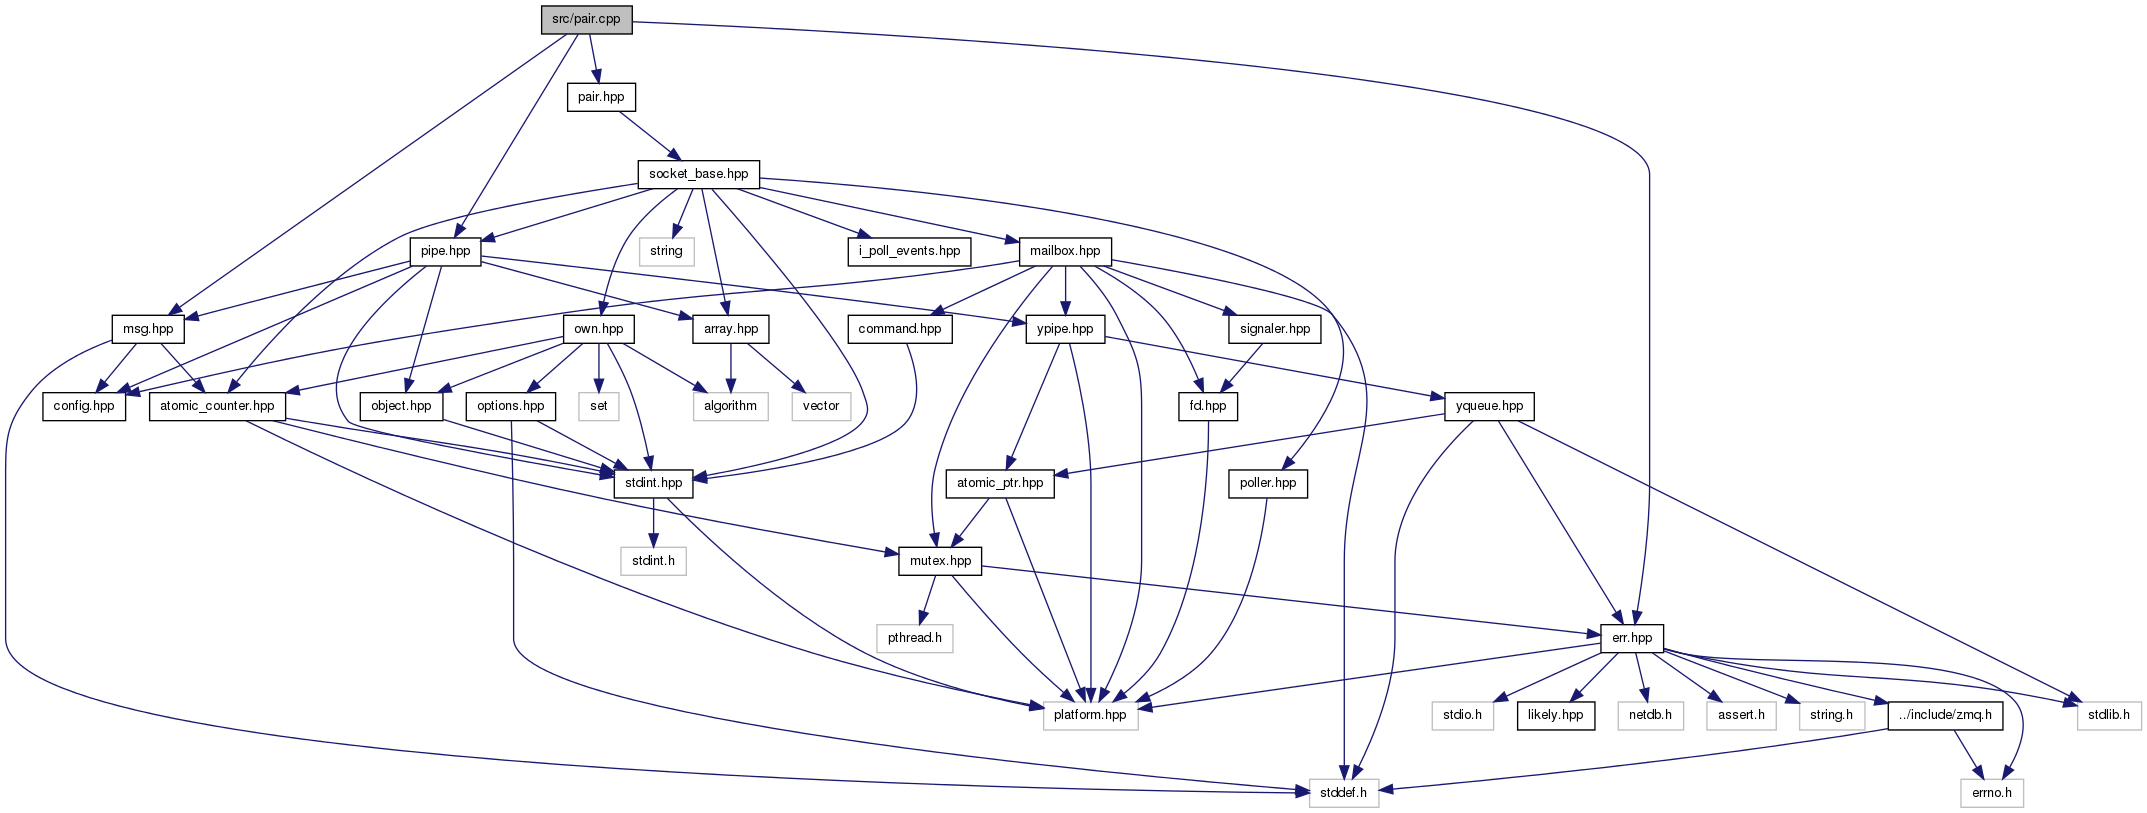 src/pair.cpp
pair.hpp
socket_base.hpp
pipe.hpp
string
i_poll_events.hpp
mailbox.hpp
msg.hpp
own.hpp
array.hpp
command.hpp
ypipe.hpp
signaler.hpp
config.hpp
atomic_counter.hpp
object.hpp
options.hpp
set
algorithm
vector
fd.hpp
yqueue.hpp
stdint.hpp
atomic_ptr.hpp
poller.hpp
stdint.h
mutex.hpp
pthread.h
err.hpp
platform.hpp
stdio.h
likely.hpp
netdb.h
assert.h
string.h
../include/zmq.h
stdlib.h
stddef.h
errno.h